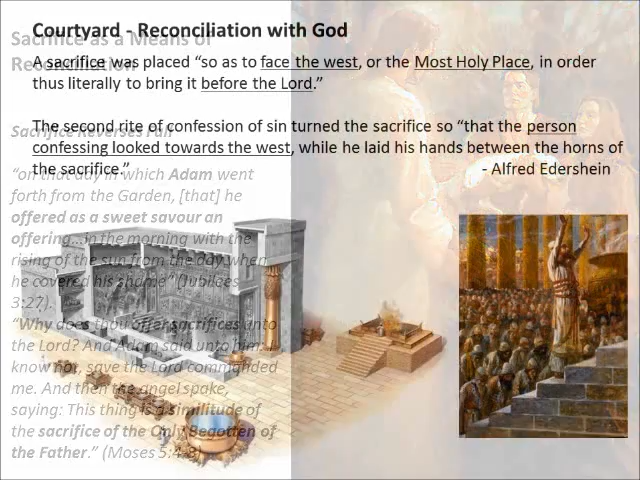 Courtyard - Reconciliation with God
A sacrifice was placed “so as to face the west, or the Most Holy Place, in order
thus literally to bring it before the Lord.”
The second rite of confession of sin turned the sacrifice so “that the person
confessing looked towards the west, while he laid his hands between the horns of
the sacrifice.”
- Alfred Edershein
Sacrifice as a Means of
Reconciliation
Sacrifice Reverses Fall
“on that day in which Adam went
forth from the Garden, [that] he
offered as a sweet savour an
offering...in the morning with the
rising of the sun from the day when
he covered his shame” (Jubilees
3:27).
“Why does thou offer sacrifices unto
the Lord? And Adam said unto him: I
know not, save the Lord commanded
me. And then the angel spake,
saying: This thing is a similitude of
the sacrifice of the Only Begotten of
the Father.” (Moses